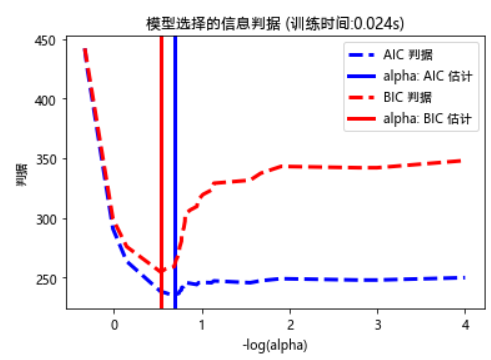 模型选择的信息判据 (训练时间:0.024s)
450
400
350
300
250
判据
AIC 判据
alpha: AIC 估计
BIC 判据
alpha: BIC 估计
0 1 2 3 4
-log(alpha)